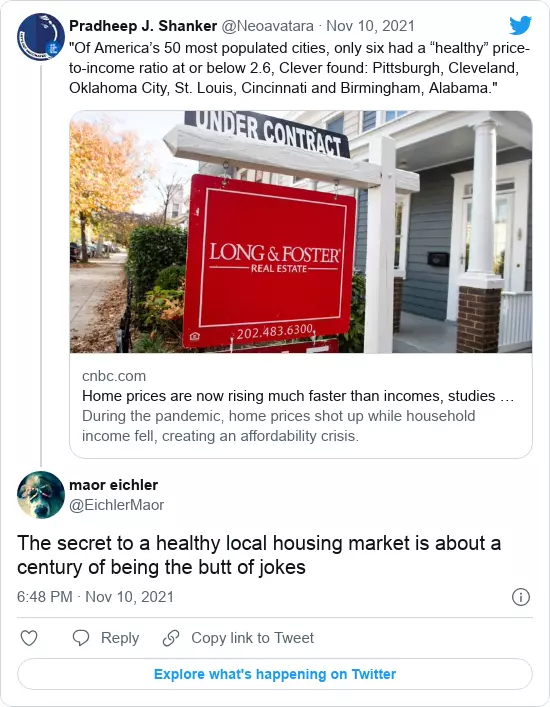 Pradheep J. Shanker @Neoavatara · Nov 10, 2021
"Of America’s 50 most populated cities, only six had a “healthy” price-
to-income ratio at or below 2.6, Clever found: Pittsburgh, Cleveland,
Oklahoma City, St. Louis, Cincinnati and Birmingham, Alabama."
UNDER CONTRACT
LONG & FOSTER
REAL ESTATE
202.483.6300
cnbc.com
Home prices are now rising much faster than incomes, studies …
During the pandemic, home prices shot up while household
income fell, creating an affordability crisis.
maor eichler
@EichlerMaor
The secret to a healthy local housing market is about a
century of being the butt of jokes
6:48 PM · Nov 10, 2021
Reply
Copy link to Tweet
Explore what's happening on Twitter